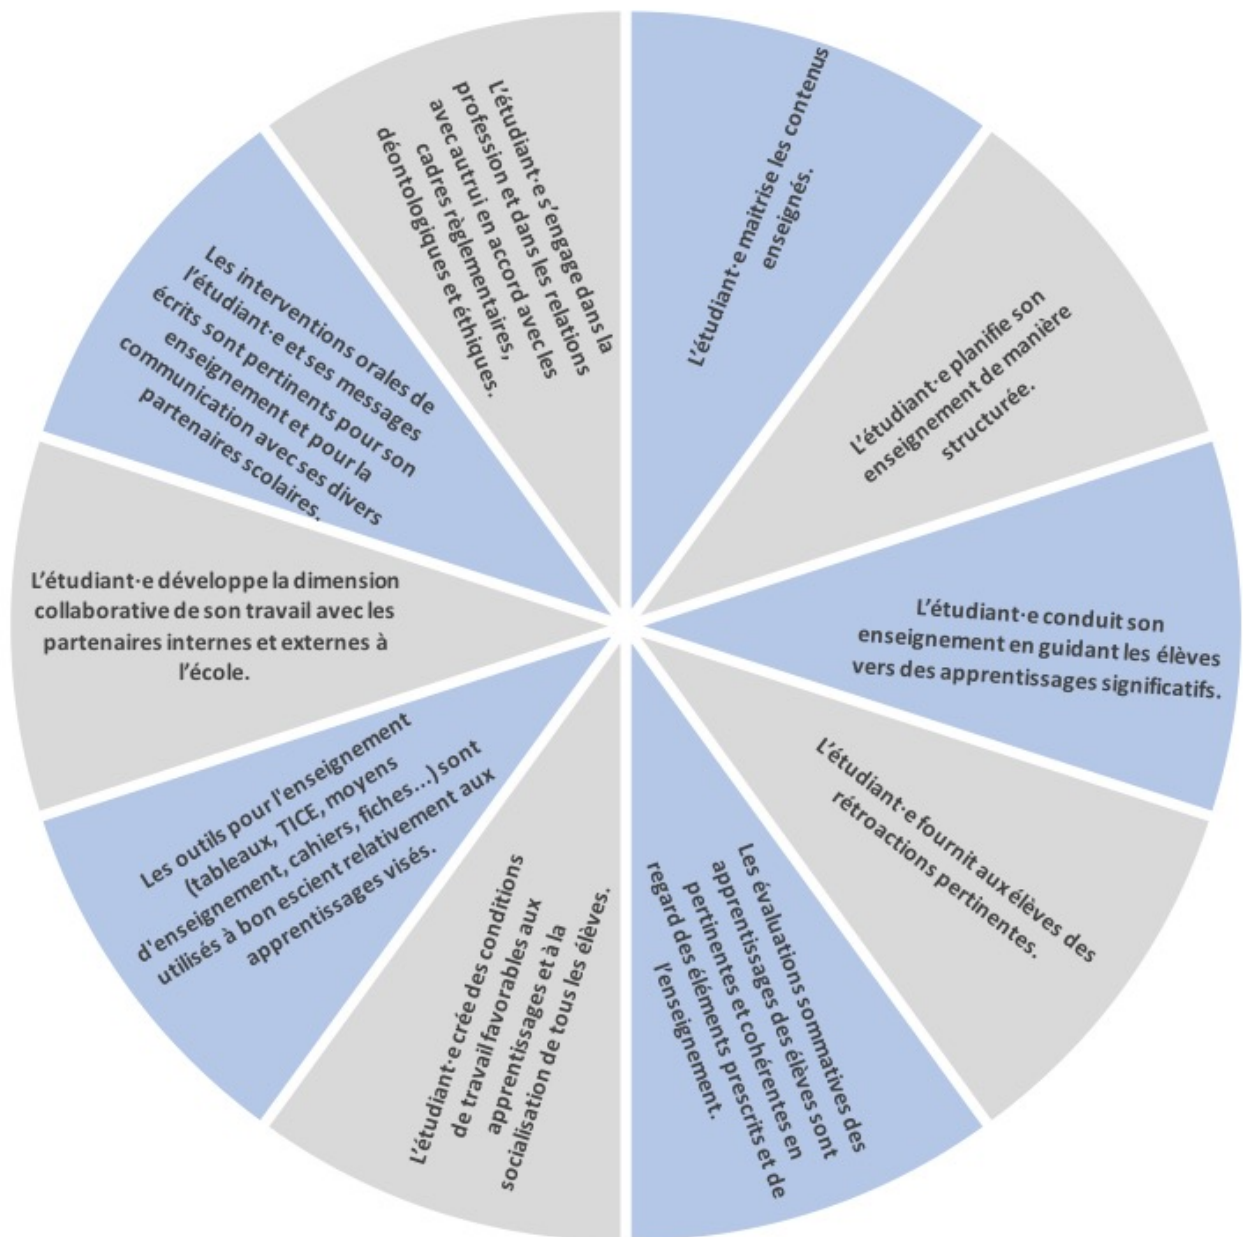 L'étudiant·e maitrise les contenus
enseignés.
L'étudiant·e planifie son
enseignement de manière
structurée.
L'étudiant·e conduit son
enseignement en guidant les élèves
vers des apprentissages significatifs.
L'étudiant·e fournit aux élèves des
rétroactions pertinentes.
Les évaluations sommatives des
apprentissages des élèves sont
pertinentes et cohérentes en
regard des éléments prescrits et de
l'enseignement.
L'étudiant·e crée des conditions
de travail favorables aux
apprentissages et à la
socialisation de tous les élèves.
Les outils pour l'enseignement
(tableaux, TICE, moyens
d'enseignement, cahiers, fiches...) sont
utilisés à bon escient relativement aux
apprentissages visés.
L'étudiant·e développe la dimension
collaborative de son travail avec les
partenaires internes et externes à
l'école.
Les interventions orales de
l'étudiant·e et ses messages
écrits sont pertinents pour son
enseignement et pour la
communication avec ses divers
partenaires scolaires.
L'étudiant·e s'engage dans la
profession et dans les relations
avec autrui en accord avec les
cadres règlementaires,
déontologiques et éthiques.